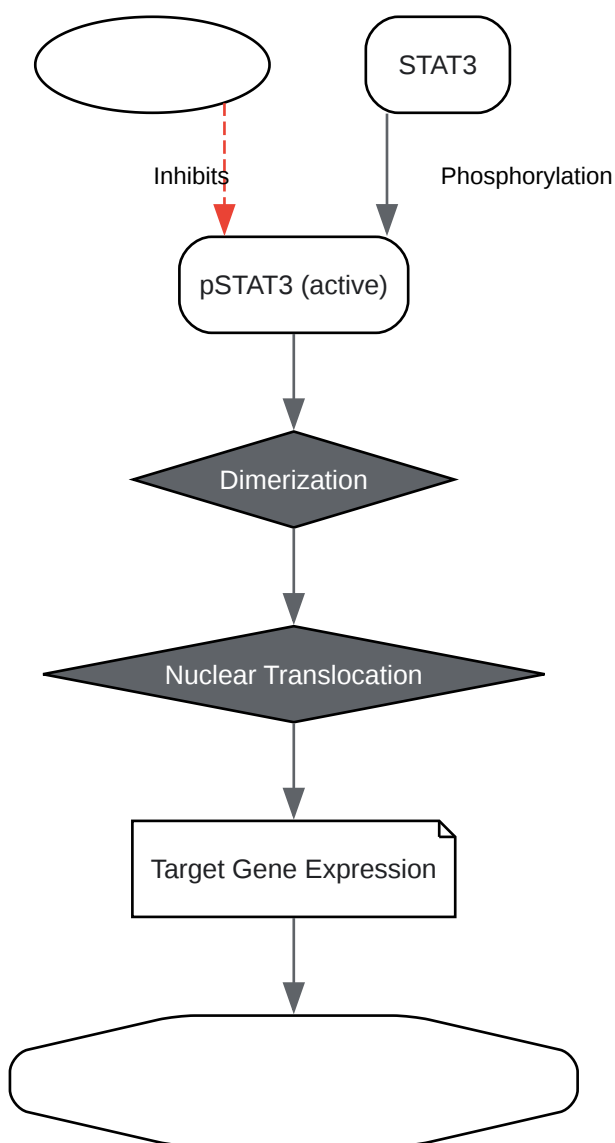 STAT3
Inhibits
Phosphorylation
pSTAT3 (active)
Dimerization
Nuclear Translocation
Target Gene Expression